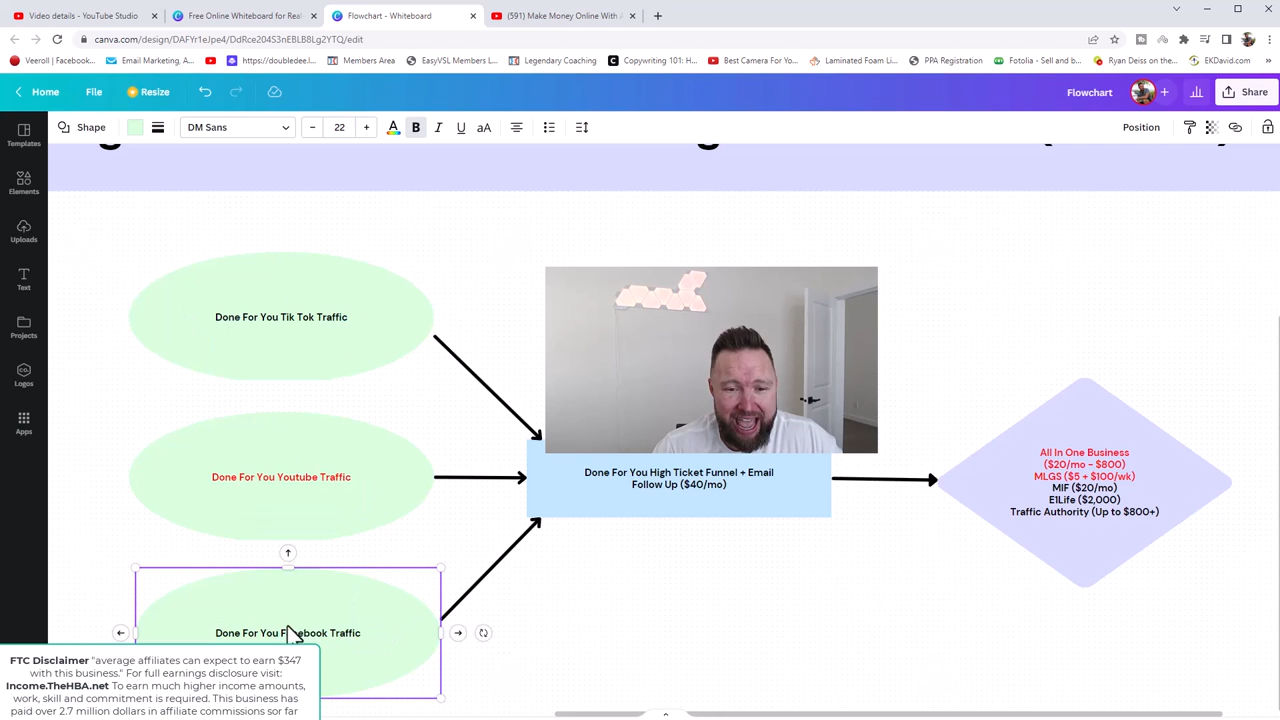 Video details - YouTube Studio
Free Online Whiteboard for Real
Flowchart - Whiteboard
(591) Make Money Online With A
canva.com/design/DAFYr1eJpe4/DdRce204S3nEBLB8Lg2YTQ/edit
Veeroll | Facebook...
Email Marketing, A...
https://doubledee.l...
Members Area
EasyVSL Members L...
Legendary Coaching
Copywriting 101: H...
Best Camera For Yo...
Laminated Foam Li...
PPA Registration
Fotolia - Sell and b...
Ryan Deiss on the...
EKDavid.com
Home
File
Resize
Flowchart
Share
Shape
DM Sans
22
B
I
U
aA
Position
Templates
Elements
Uploads
Text
Projects
Logos
Apps
Done For You Tik Tok Traffic
Done For You Youtube Traffic
Done For You Facebook Traffic
Done For You High Ticket Funnel + Email
Follow Up ($40/mo)
All In One Business
($20/mo - $800)
MLGS ($5 + $100/wk)
MIF ($20/mo)
E1Life ($2,000)
Traffic Authority (Up to $800+)
FTC Disclaimer "average affiliates can expect to earn $347
with this business." For full earnings disclosure visit:
Income.TheHBA.net To earn much higher income amounts,
work, skill and commitment is required. This business has
paid over 2.7 million dollars in affiliate commissions sor far